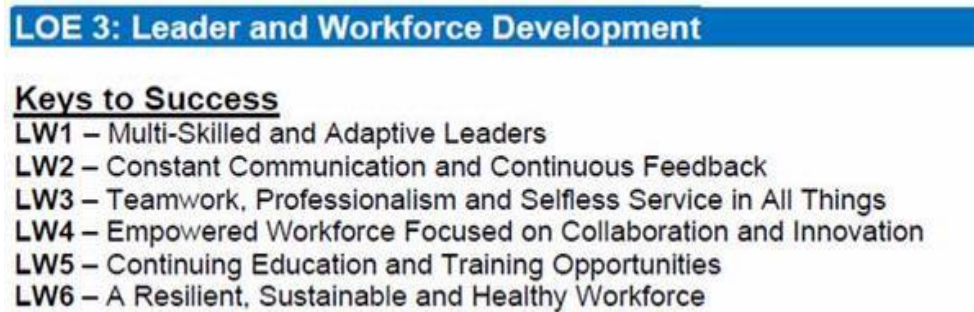 LOE 3: Leader and Workforce Development
Keys to Success
LW1 – Multi-Skilled and Adaptive Leaders
LW2 – Constant Communication and Continuous Feedback
LW3 – Teamwork, Professionalism and Selfless Service in All Things
LW4 – Empowered Workforce Focused on Collaboration and Innovation
LW5 – Continuing Education and Training Opportunities
LW6 – A Resilient, Sustainable and Healthy Workforce